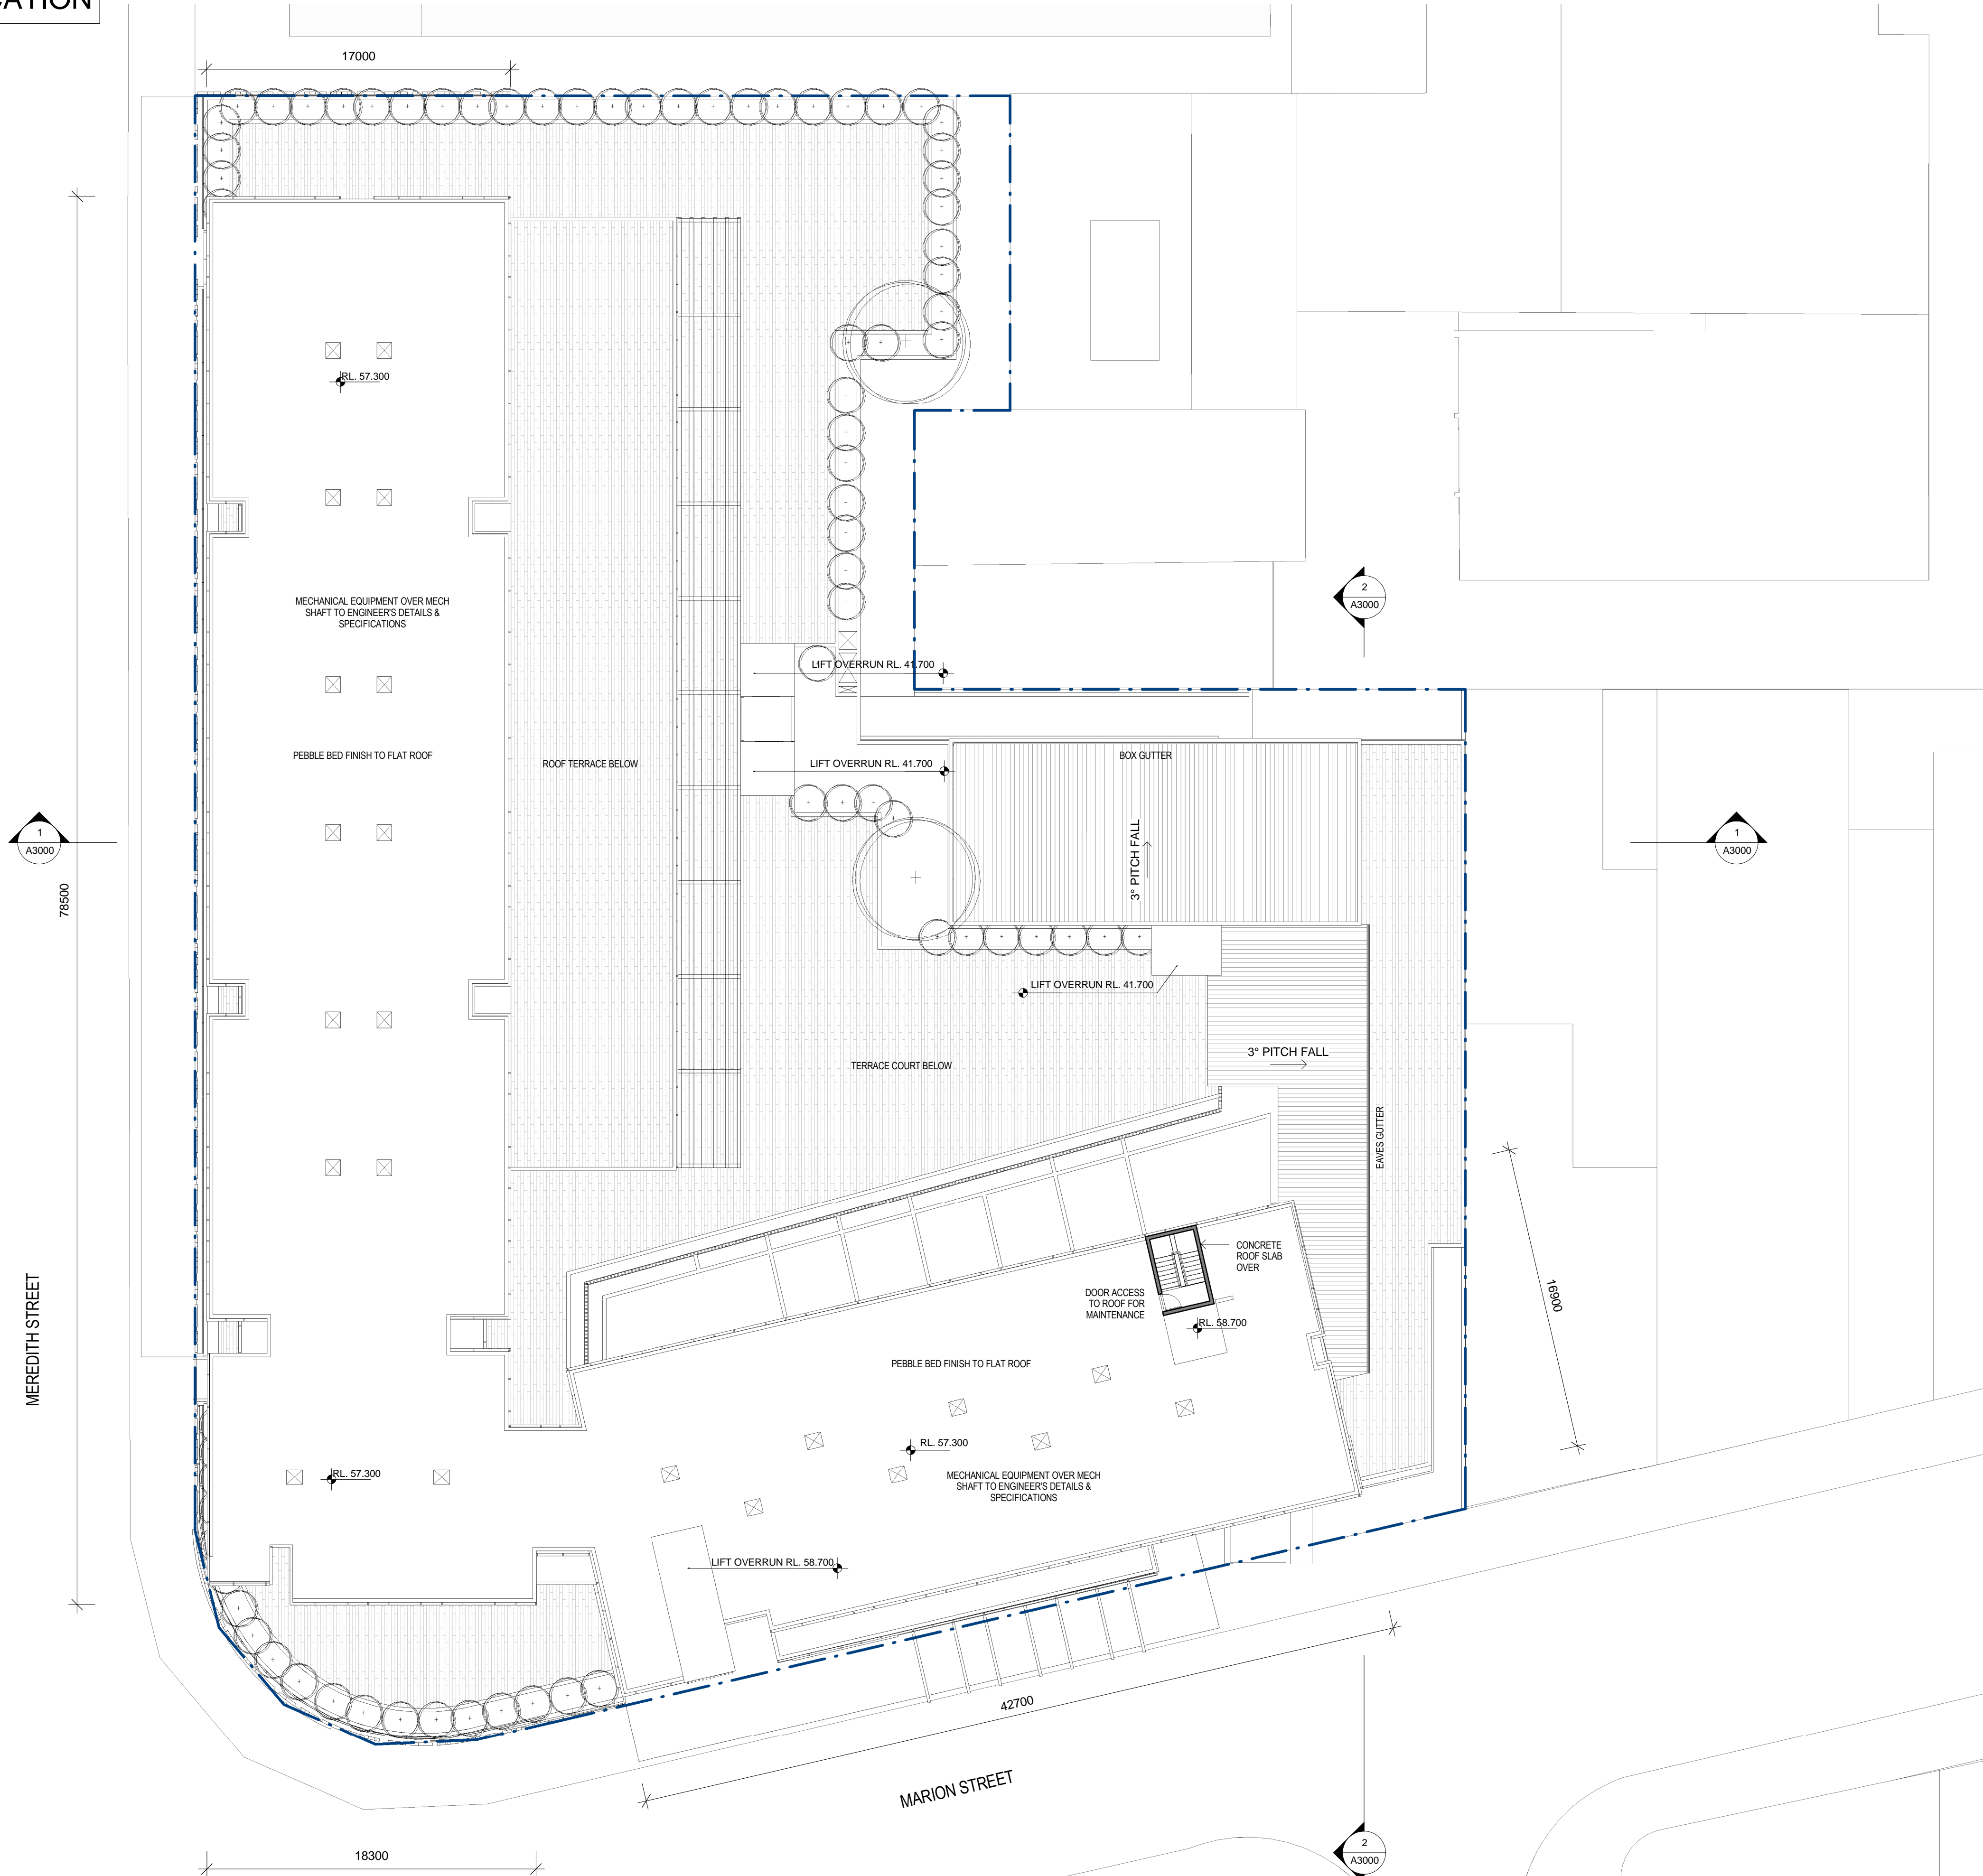 17000
RL. 57.300
MECHANICAL EQUIPMENT OVER MECH
SHAFT TO ENGINEER'S DETAILS &
SPECIFICATIONS
2
A3000
LIFT OVERRUN RL. 41.700
PEBBLE BED FINISH TO FLAT ROOF
ROOF TERRACE BELOW
LIFT OVERRUN RL. 41.700
BOX GUTTER
3° PITCH FALL
1
A3000
1
A3000
78500
LIFT OVERRUN RL. 41.700
3° PITCH FALL
TERRACE COURT BELOW
EAVES GUTTER
CONCRETE
ROOF SLAB
OVER
DOOR ACCESS
TO ROOF FOR
MAINTENANCE
RL. 58.700
16900
MEREDITH STREET
PEBBLE BED FINISH TO FLAT ROOF
RL. 57.300
RL. 57.300
MECHANICAL EQUIPMENT OVER MECH
SHAFT TO ENGINEER'S DETAILS &
SPECIFICATIONS
LIFT OVERRUN RL. 58.700
42700
MARION STREET
18300
2
A3000